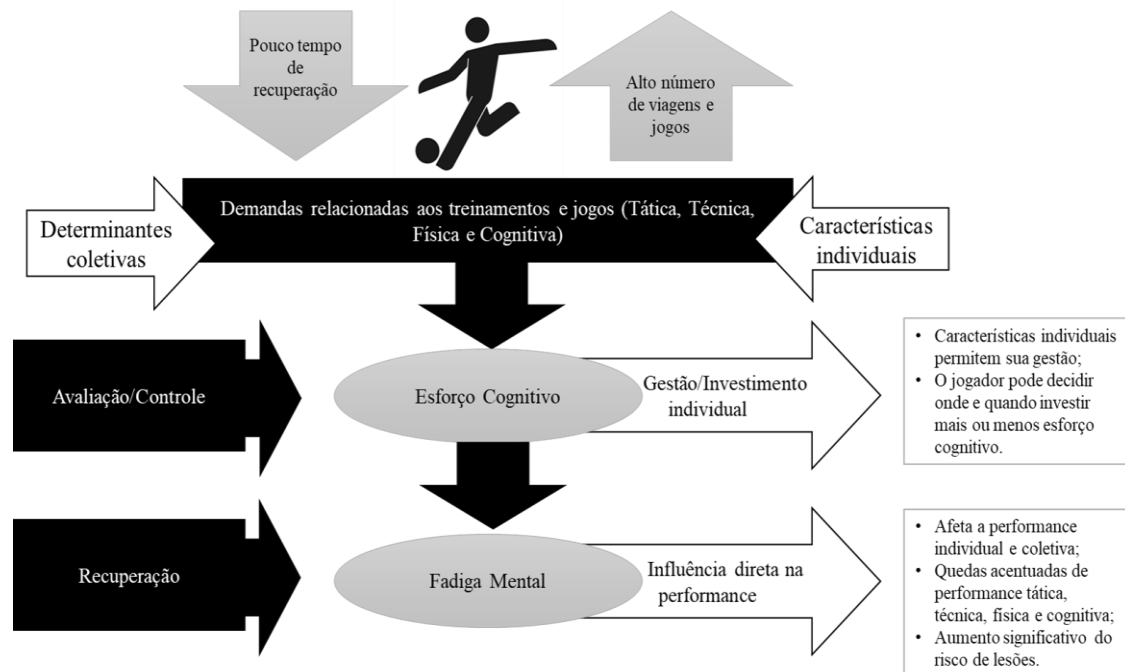 Pouco tempo
de
recuperação
Alto número
de viagens e
jogos
Demandas relacionadas aos treinamentos e jogos (Tática, Técnica,
Física e Cognitiva)
Determinantes
coletivas
Características
individuais
Avaliação/Controle
Esforço Cognitivo
Gestão/Investimento
individual
• Características individuais
permitem sua gestão;
• O jogador pode decidir
onde e quando investir
mais ou menos esforço
cognitivo.
Recuperação
Fadiga Mental
Influência direta na
performance
• Afeta a performance
individual e coletiva;
• Quedas acentuadas de
performance tática,
técnica, física e cognitiva;
• Aumento significativo do
risco de lesões.